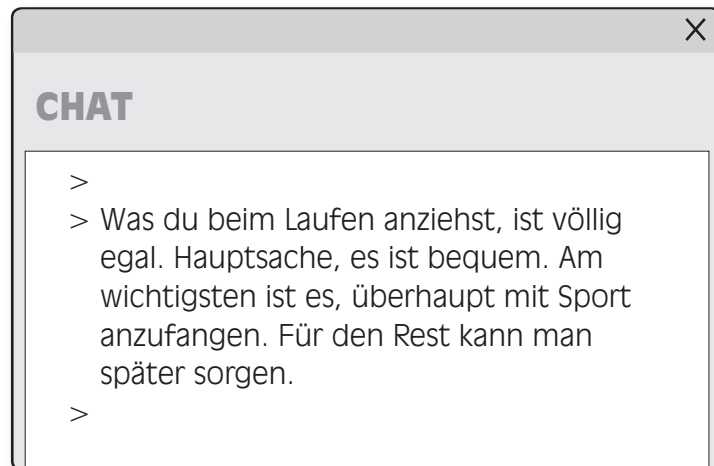 CHAT
>
> Was du beim Laufen anziehst, ist völlig
egal. Hauptsache, es ist bequem. Am
wichtigsten ist es, überhaupt mit Sport
anzufangen. Für den Rest kann man
später sorgen.
>